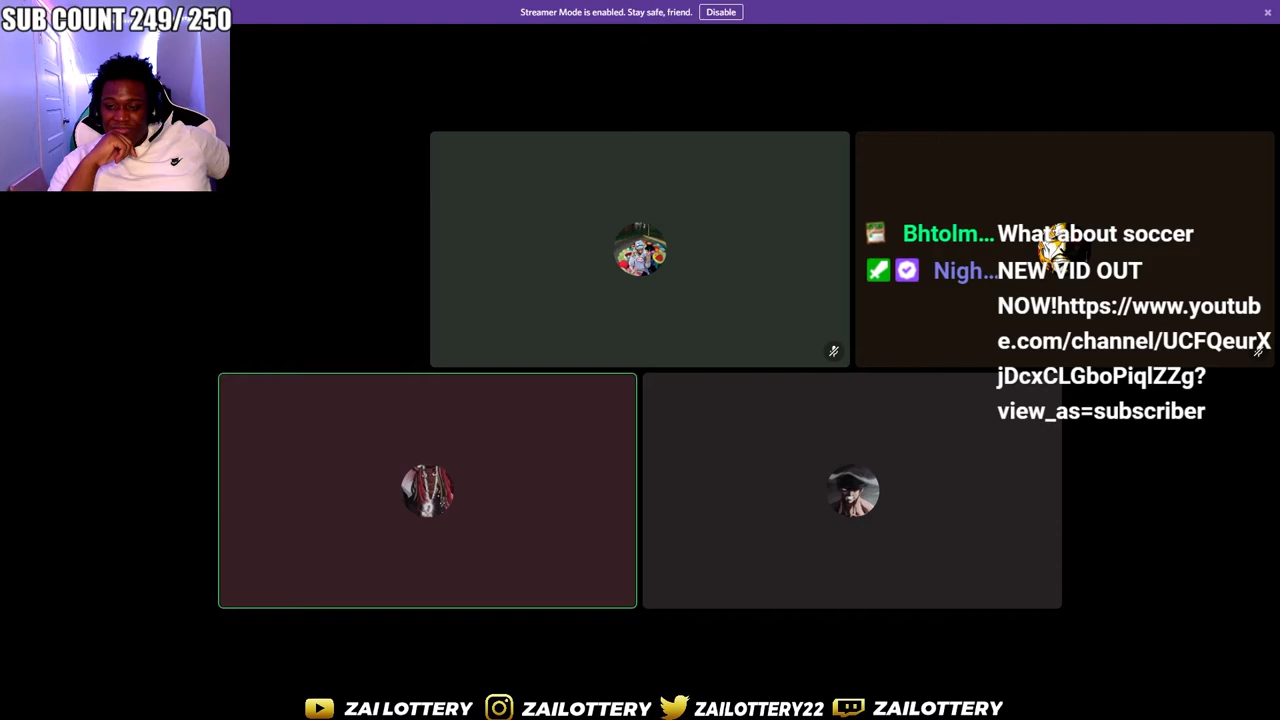 SUB COUNT 249/ 250
Streamer Mode is enabled. Stay safe, friend. Disable
Bhtolm... What about soccer
Nigh... NEW VID OUT
NOW!https://www.youtub
e.com/channel/UCFQeurX
jDcxCLGboPiqlZZg?
view_as=subscriber
ZAI LOTTERY ZAILOTTERY ZAILOTTERY22 ZAILOTTERY